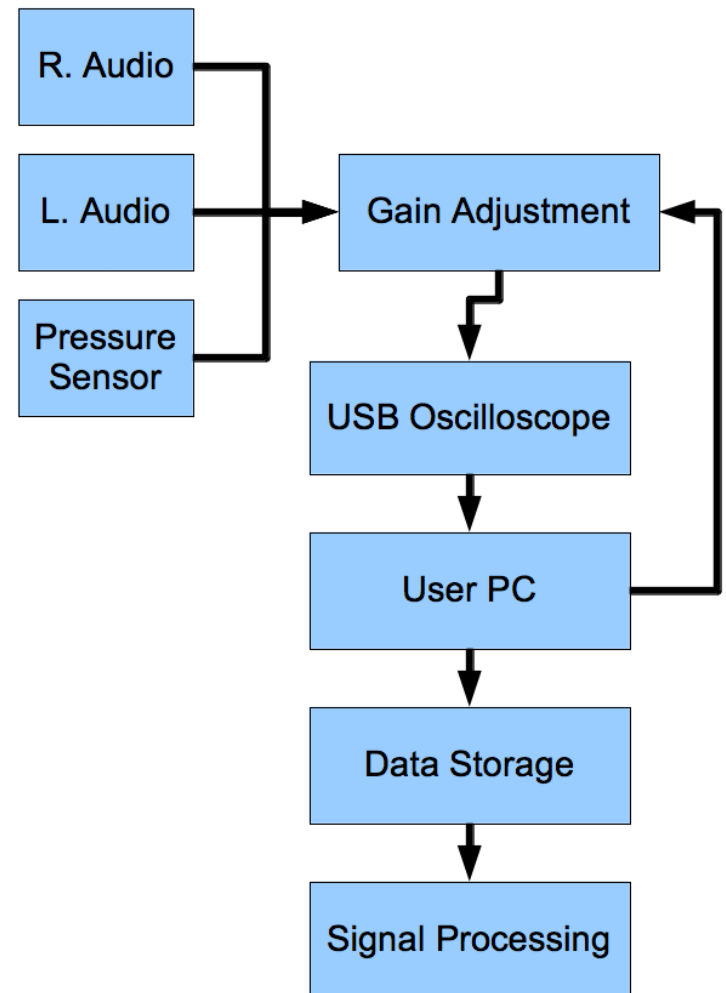 R. Audio
L. Audio
Gain Adjustment
Pressure
Sensor
USB Oscilloscope
User PC
Data Storage
Signal Processing